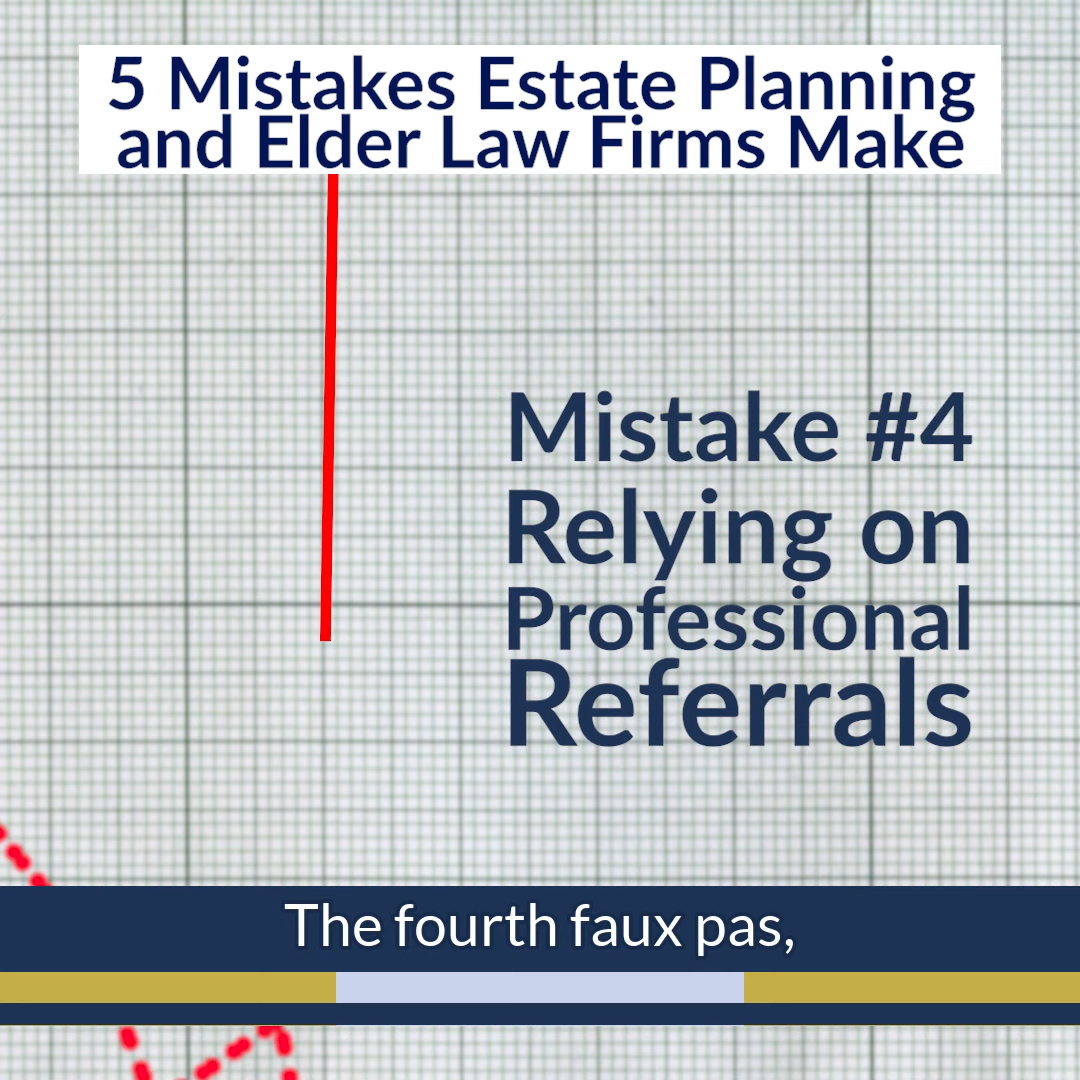 5 Mistakes Estate Planning
and Elder Law Firms Make
Mistake #4
Relying on
Professional
Referrals
The fourth faux pas,